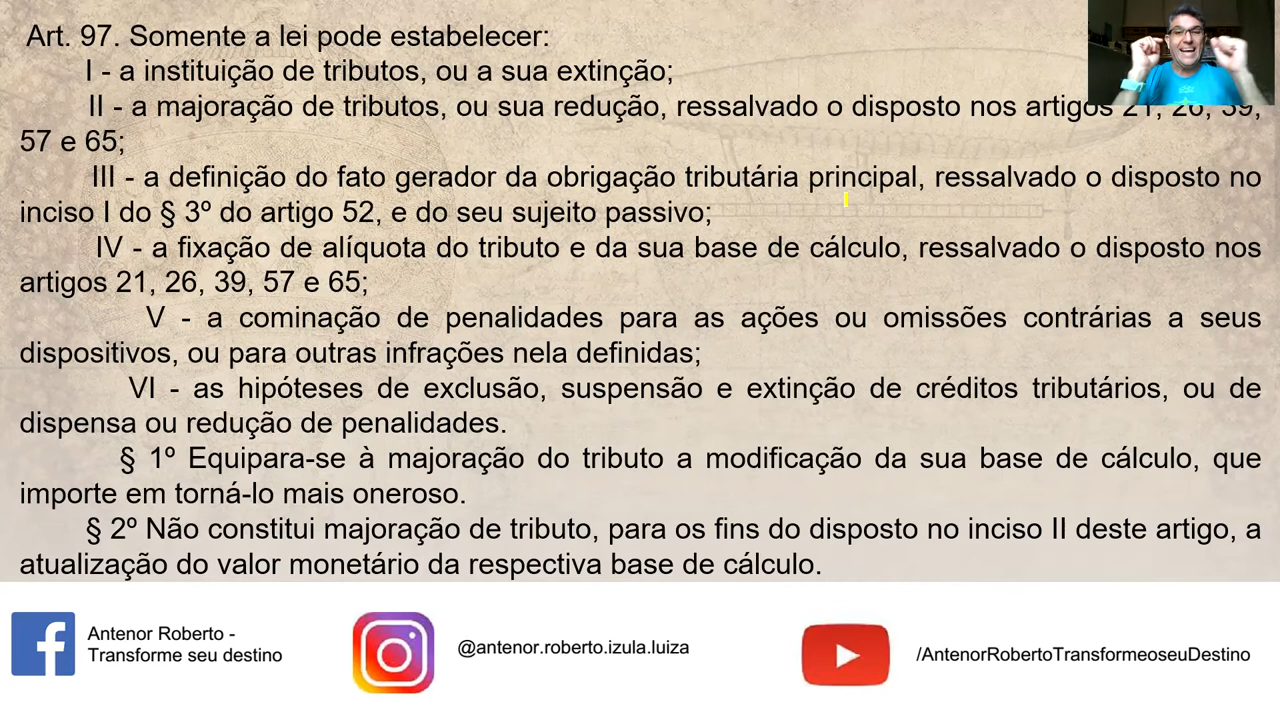 Art. 97. Somente a lei pode estabelecer:
I - a instituição de tributos, ou a sua extinção;
II - a majoração de tributos, ou sua redução, ressalvado o disposto nos artigos 21, 26, 39,
57 e 65;
III - a definição do fato gerador da obrigação tributária principal, ressalvado o disposto no
inciso I do § 3º do artigo 52, e do seu sujeito passivo;
IV - a fixação de alíquota do tributo e da sua base de cálculo, ressalvado o disposto nos
artigos 21, 26, 39, 57 e 65;
V - a cominação de penalidades para as ações ou omissões contrárias a seus
dispositivos, ou para outras infrações nela definidas;
VI - as hipóteses de exclusão, suspensão e extinção de créditos tributários, ou de
dispensa ou redução de penalidades.
§ 1º Equipara-se à majoração do tributo a modificação da sua base de cálculo, que
importe em torná-lo mais oneroso.
§ 2º Não constitui majoração de tributo, para os fins do disposto no inciso II deste artigo, a
atualização do valor monetário da respectiva base de cálculo.
Antenor Roberto -
Transforme seu destino
@antenor.roberto.izula.luiza
/AntenorRobertoTransformeoseuDestino